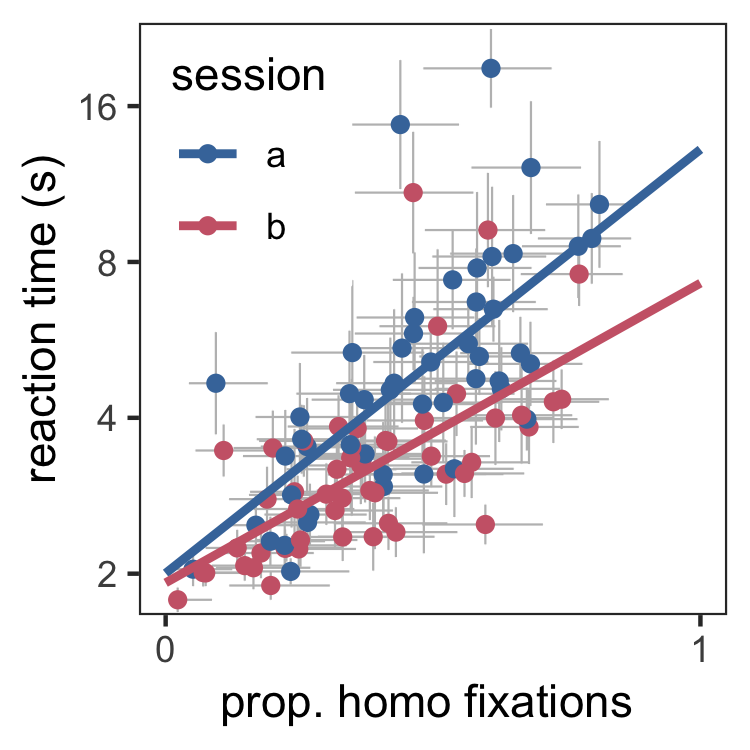 session
a
b
16
8
4
2
reaction time (s)
0
1
prop. homo fixations